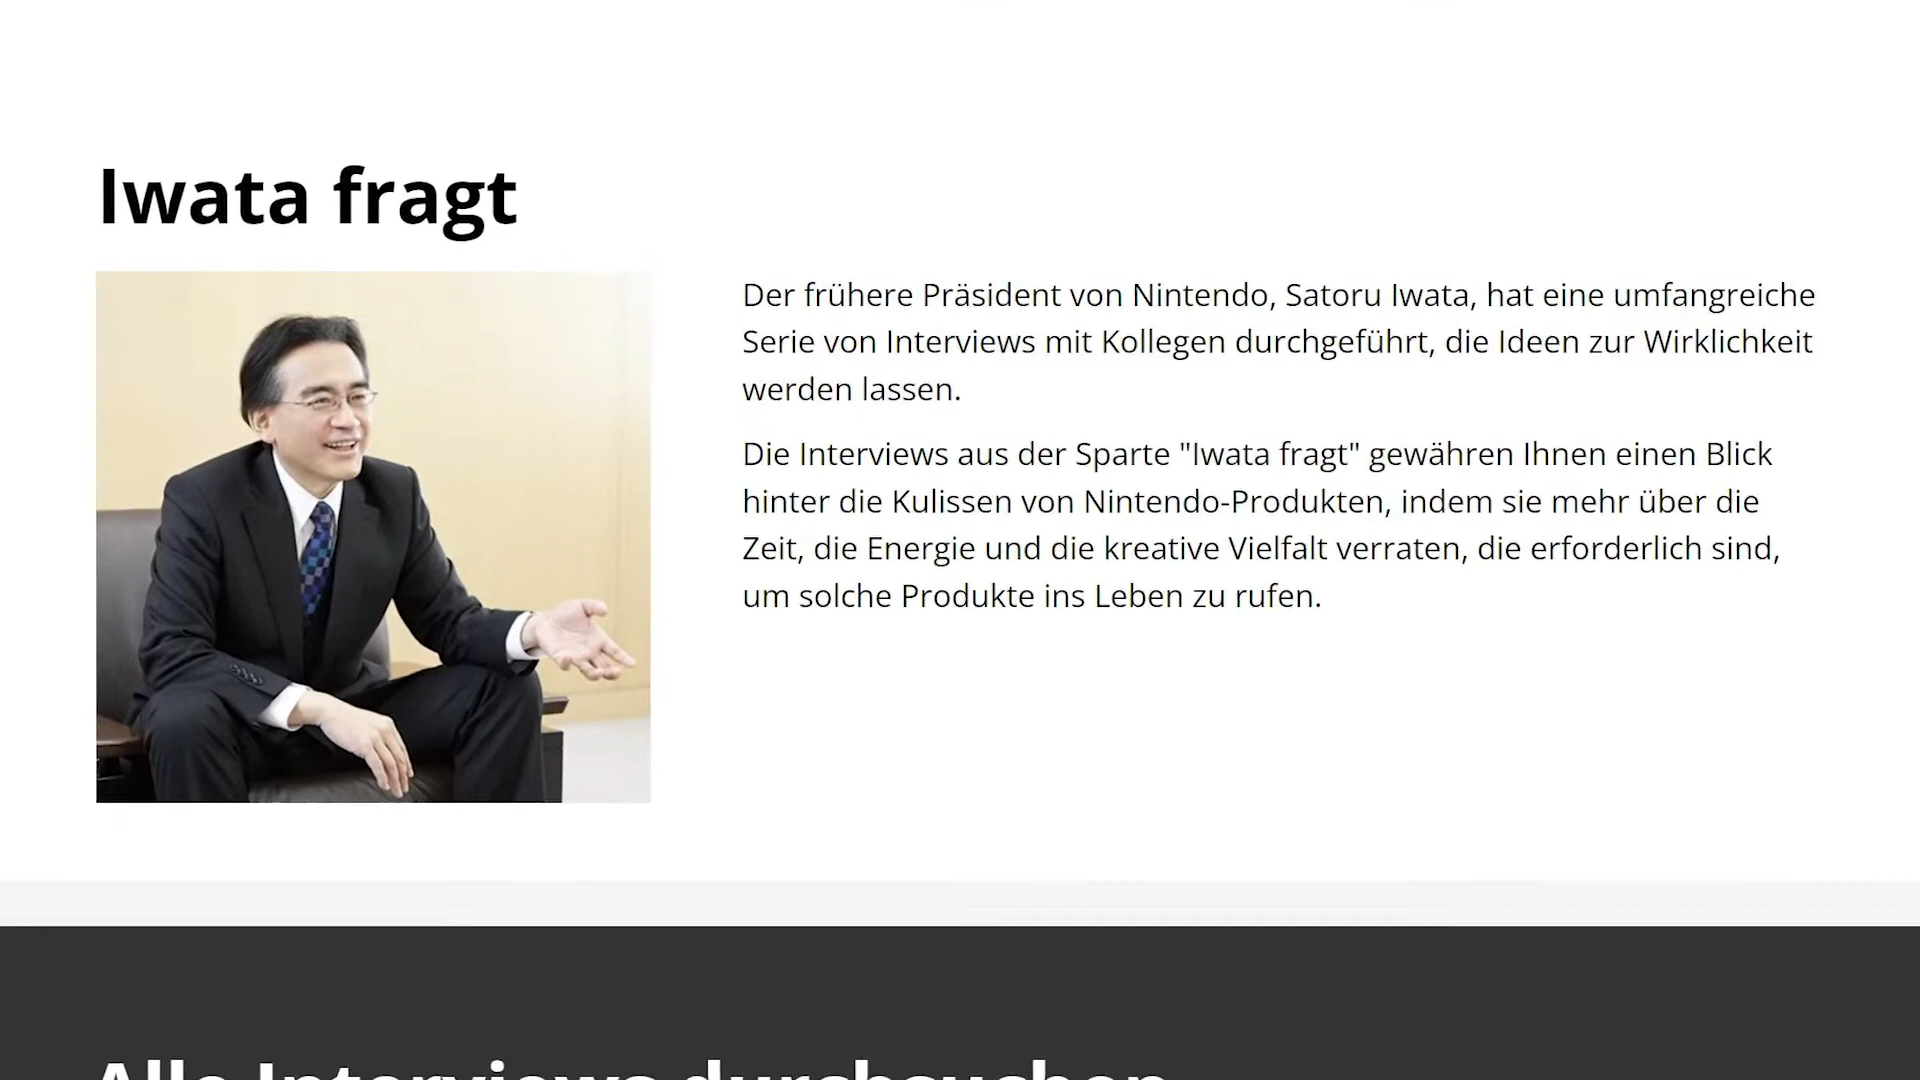 Iwata fragt
Der frühere Präsident von Nintendo, Satoru Iwata, hat eine umfangreiche
Serie von Interviews mit Kollegen durchgeführt, die Ideen zur Wirklichkeit
werden lassen.
Die Interviews aus der Sparte "Iwata fragt" gewähren Ihnen einen Blick
hinter die Kulissen von Nintendo-Produkten, indem sie mehr über die
Zeit, die Energie und die kreative Vielfalt verraten, die erforderlich sind,
um solche Produkte ins Leben zu rufen.
Alle Interviews durchsuchen